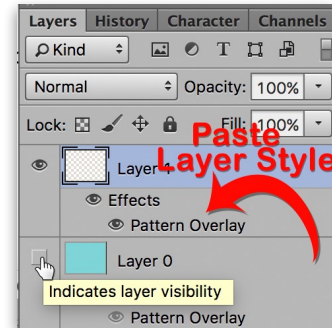 Layers History Character Channels
Kind
Normal Opacity: 100%
Lock: Fill: 100%
Paste
Layer Style
Layer 1
Effects
Pattern Overlay
Layer 0
Indicates layer visibility
Pattern Overlay